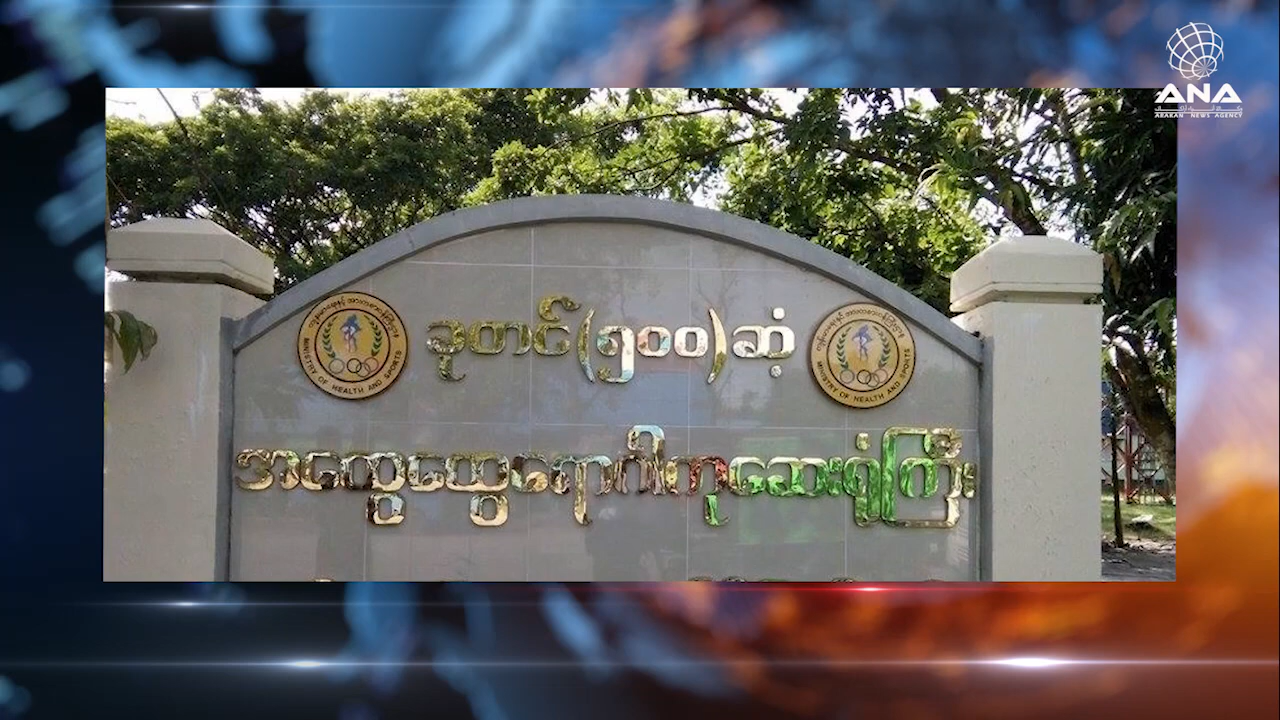 ANA
ARAKAN NEWS AGENCY
ခုတင်(၅၀၀)ဆံ့
အထွေထွေရောဂါကုဆေးရုံကြီး
MINISTRY OF HEALTH AND SPORTS
MINISTRY OF HEALTH AND SPORTS